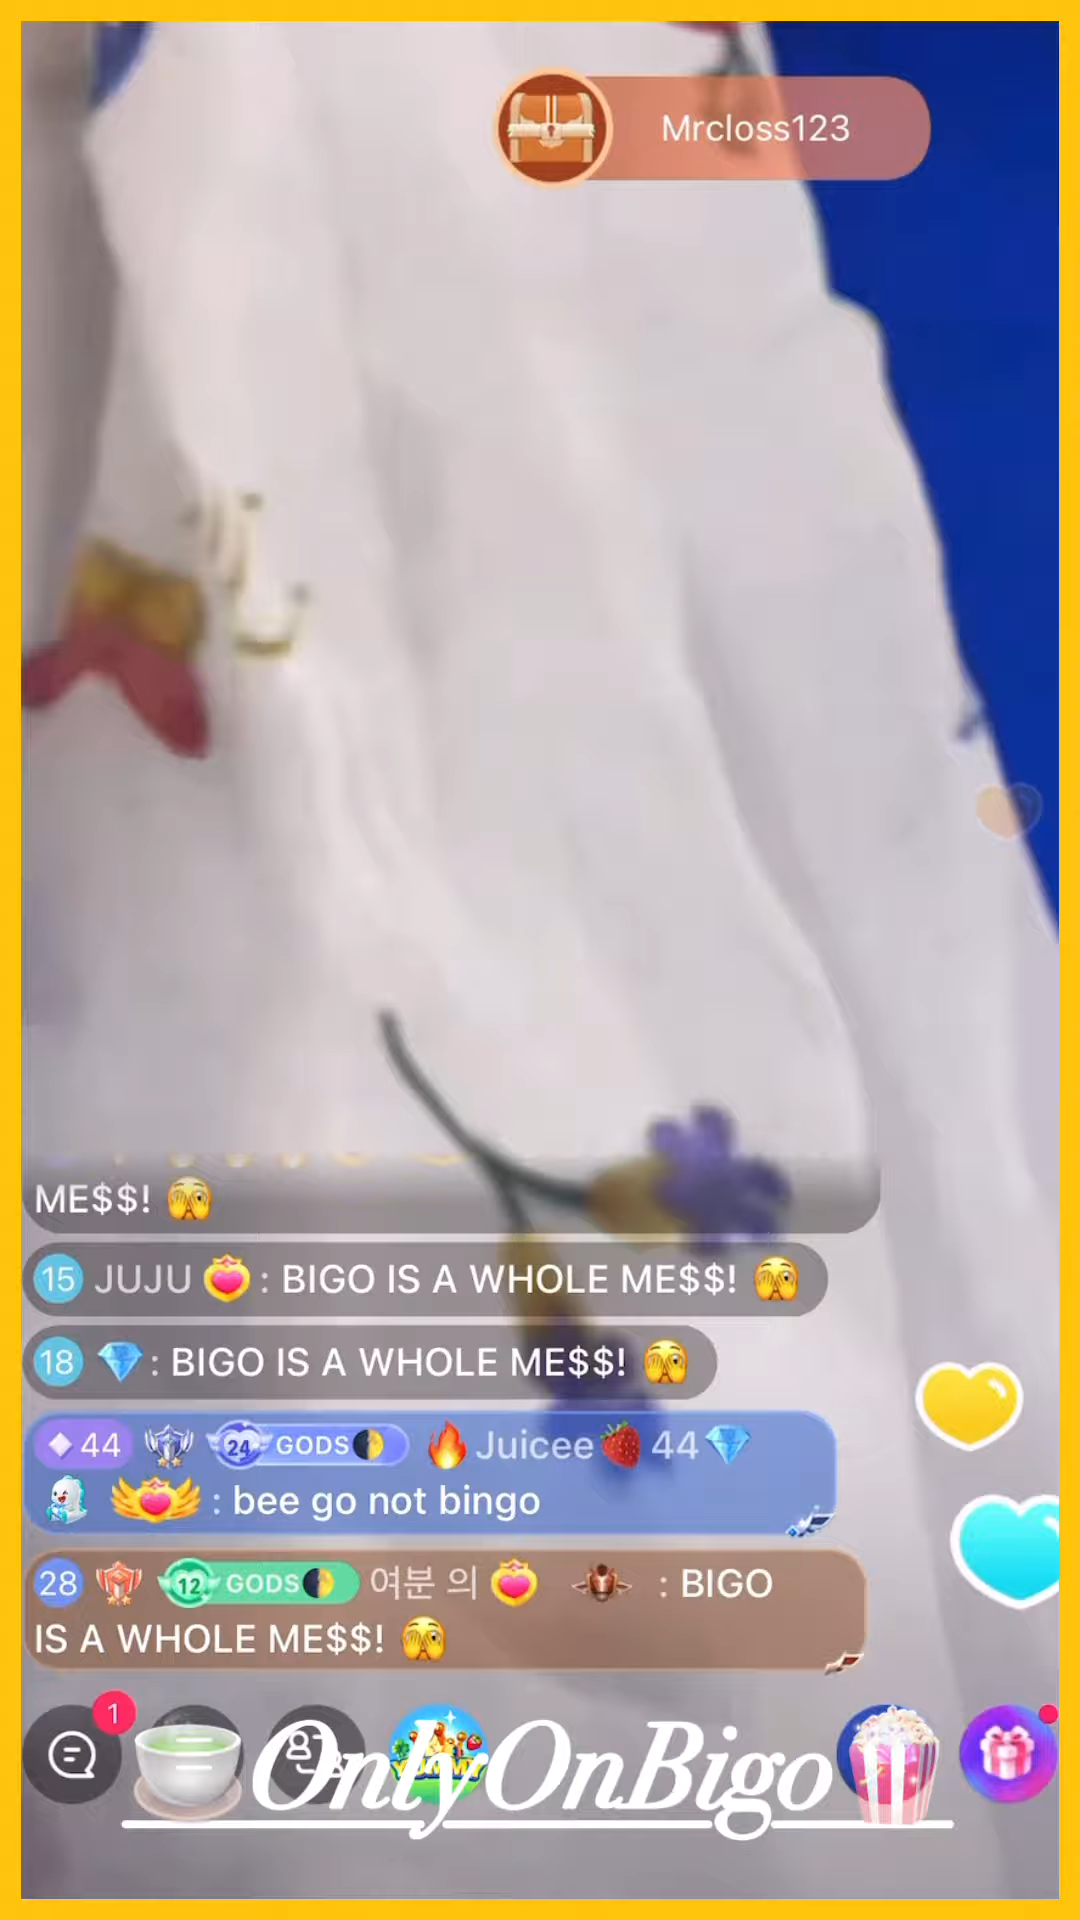 Mrcloss123
ME$$! 🫣
15 JUJU : BIGO IS A WHOLE ME$$! 🫣
18 💎 : BIGO IS A WHOLE ME$$! 🫣
44 24 GODS🌓 🔥Juicee🍓44💎
: bee go not bingo
28 12 GODS🌓 여분 의 : BIGO
IS A WHOLE ME$$! 🫣
1
YUMMY
OnlyOnBigo